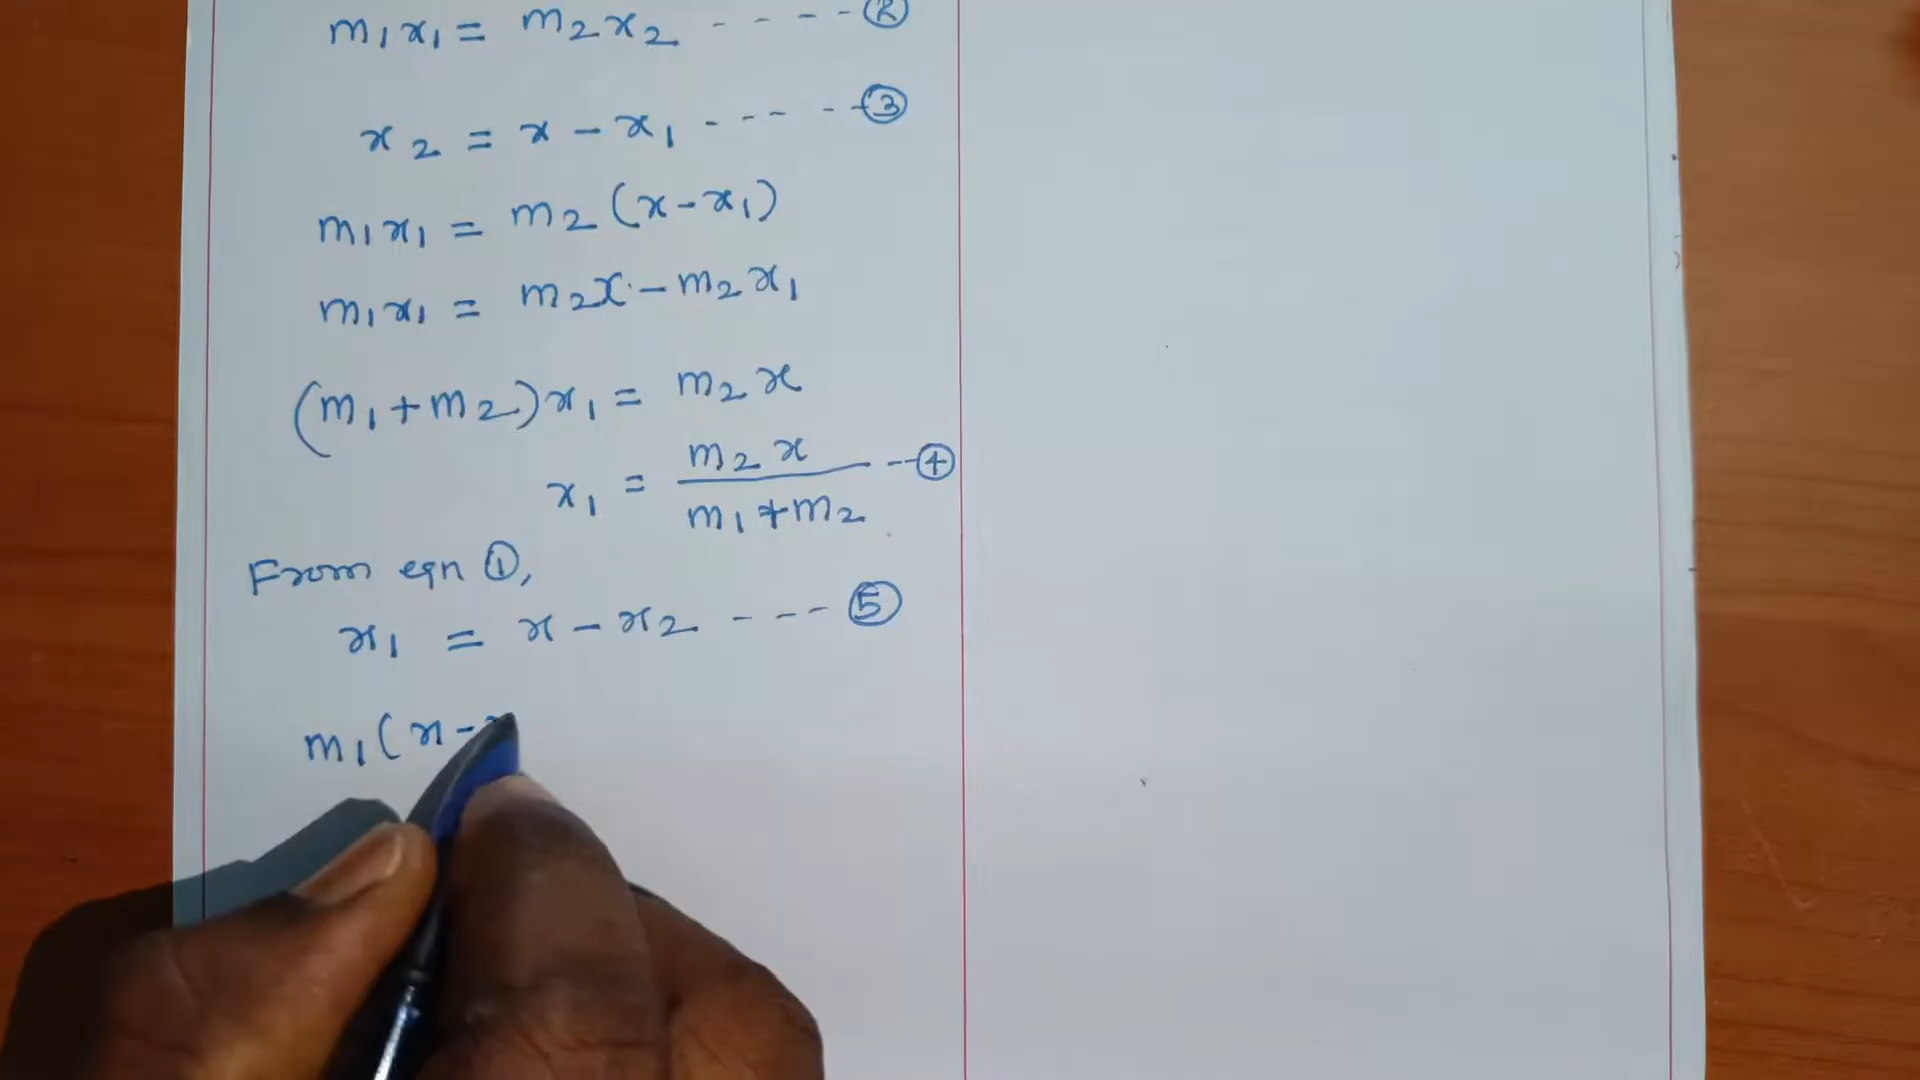 m₁x₁ = m₂x₂ - - - - ②
x₂ = x - x₁ - - - - - ③
m₁x₁ = m₂ (x - x₁)
m₁x₁ = m₂x - m₂x₁
(m₁ + m₂)x₁ = m₂x
x₁ = m₂x / m₁ + m₂ -- ④
From eqn ①,
x₁ = x - x₂ - - - - ⑤
m₁(x -